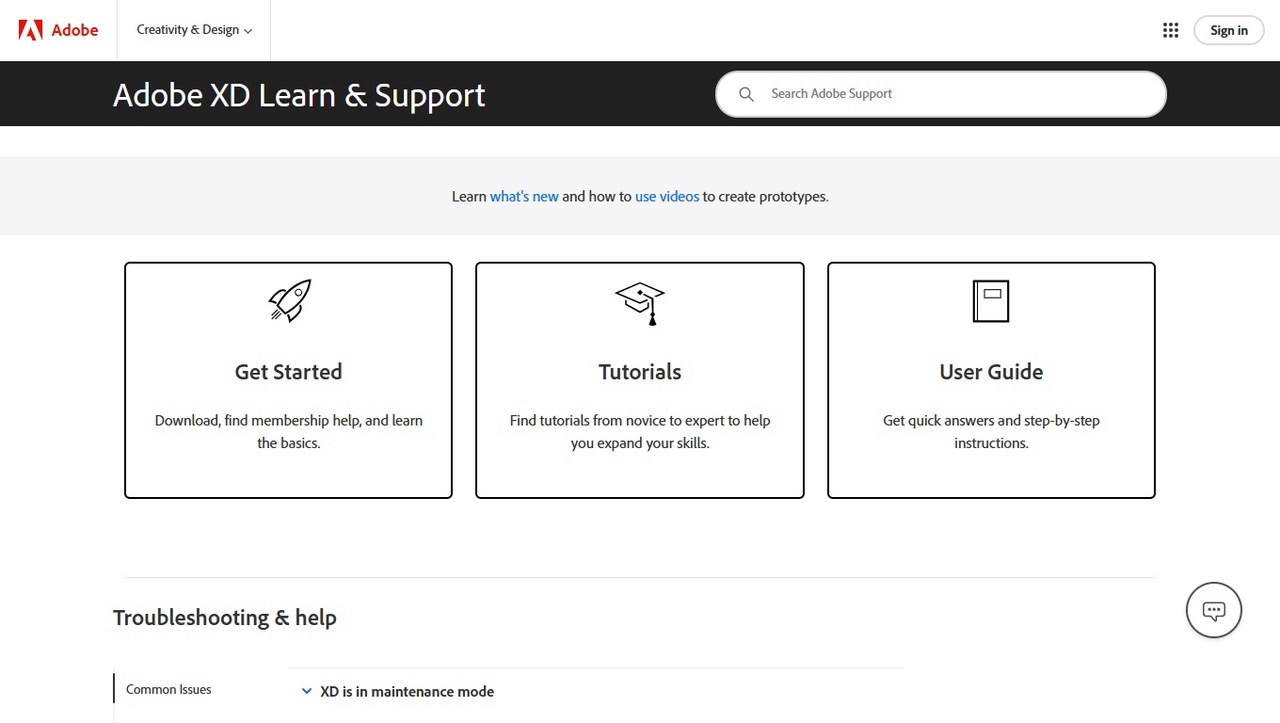 Adobe
Creativity & Design
Sign in
Adobe XD Learn & Support
Search Adobe Support
Learn what's new and how to use videos to create prototypes.
Get Started
Download, find membership help, and learn
the basics.
Tutorials
Find tutorials from novice to expert to help
you expand your skills.
User Guide
Get quick answers and step-by-step
instructions.
Troubleshooting & help
Common Issues
XD is in maintenance mode